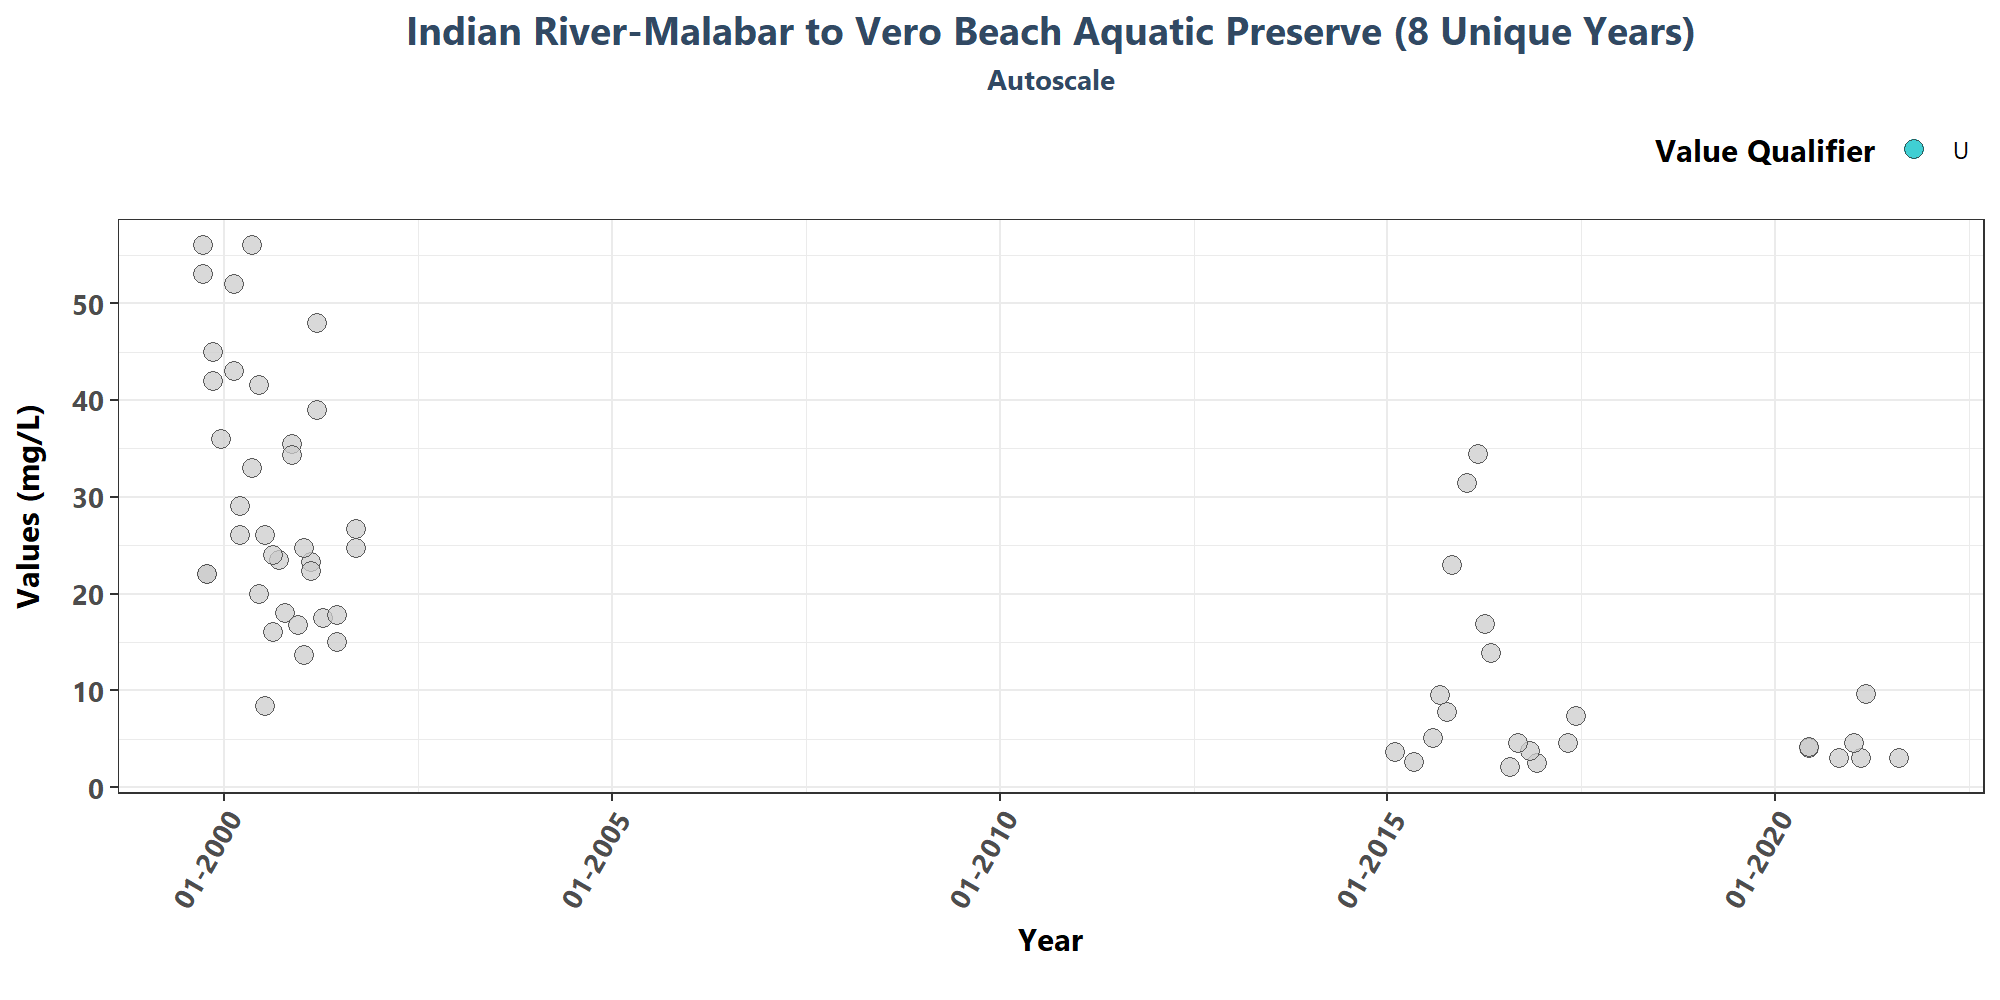 Indian River-Malabar to Vero Beach Aquatic Preserve (8 Unique Years)
Autoscale
Value Qualifier U
Values (mg/L)
50
40
30
20
10
0
01-2000 01-2005 01-2010 01-2015 01-2020
Year